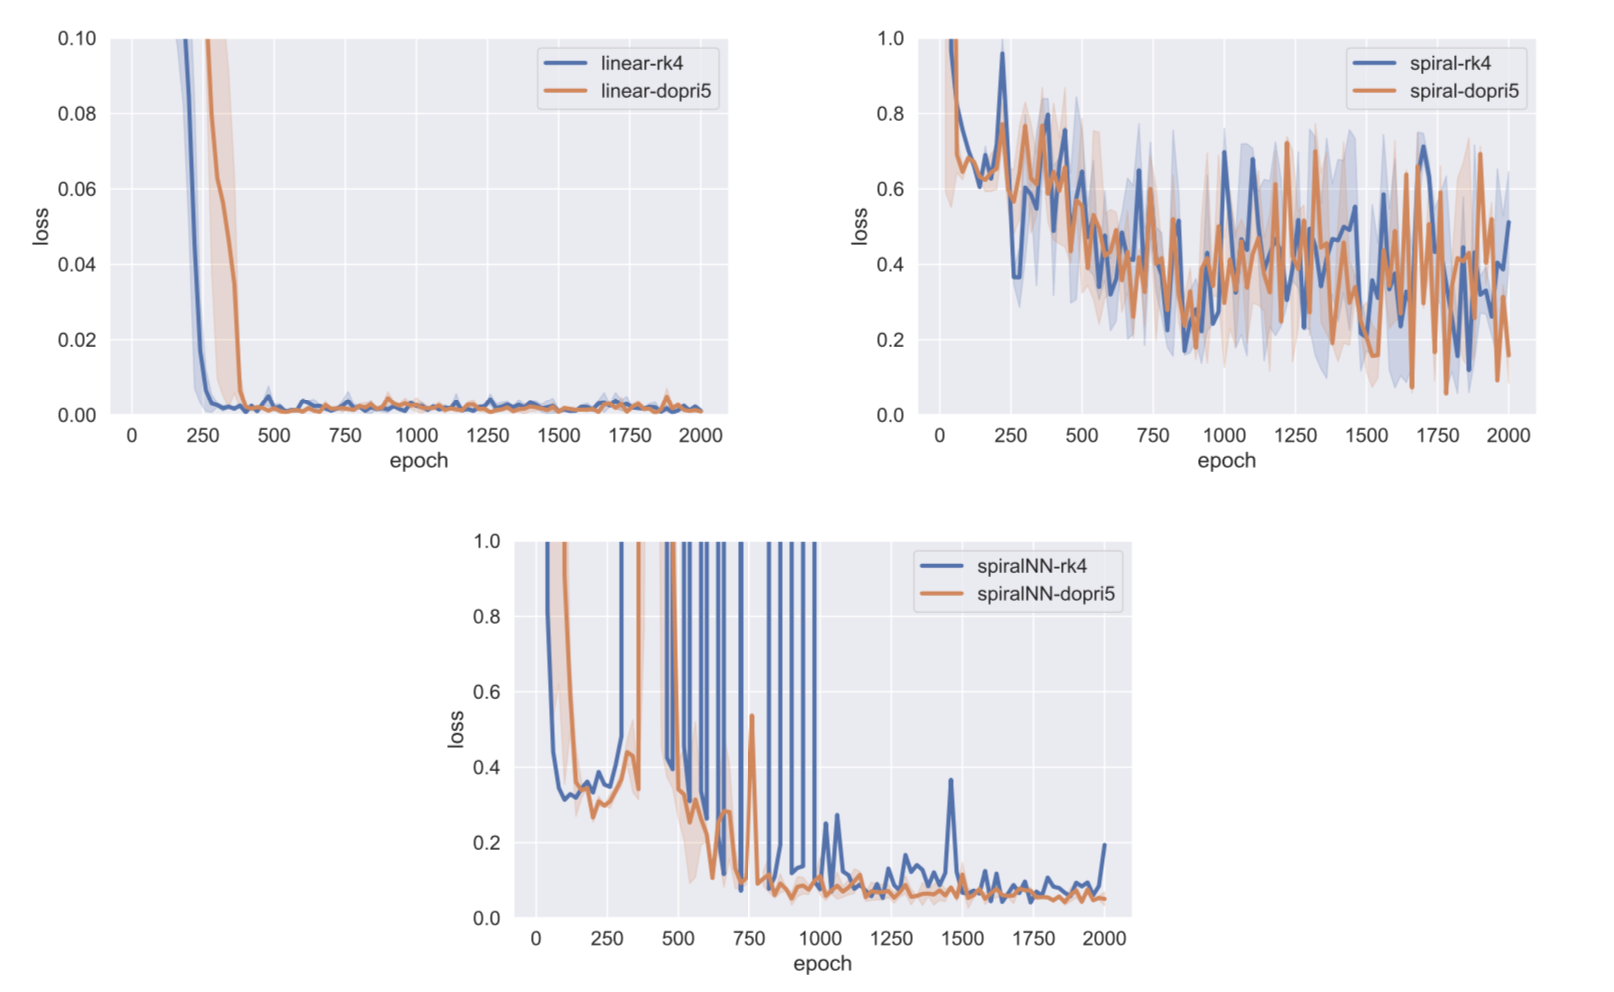 0.10
0.08
0.06
0.04
0.02
0.00
loss
0 250 500 750 1000 1250 1500 1750 2000
epoch
linear-rk4
linear-dopri5
1.0
0.8
0.6
0.4
0.2
0.0
loss
0 250 500 750 1000 1250 1500 1750 2000
epoch
spiral-rk4
spiral-dopri5
1.0
0.8
0.6
0.4
0.2
0.0
loss
0 250 500 750 1000 1250 1500 1750 2000
epoch
spiralNN-rk4
spiralNN-dopri5